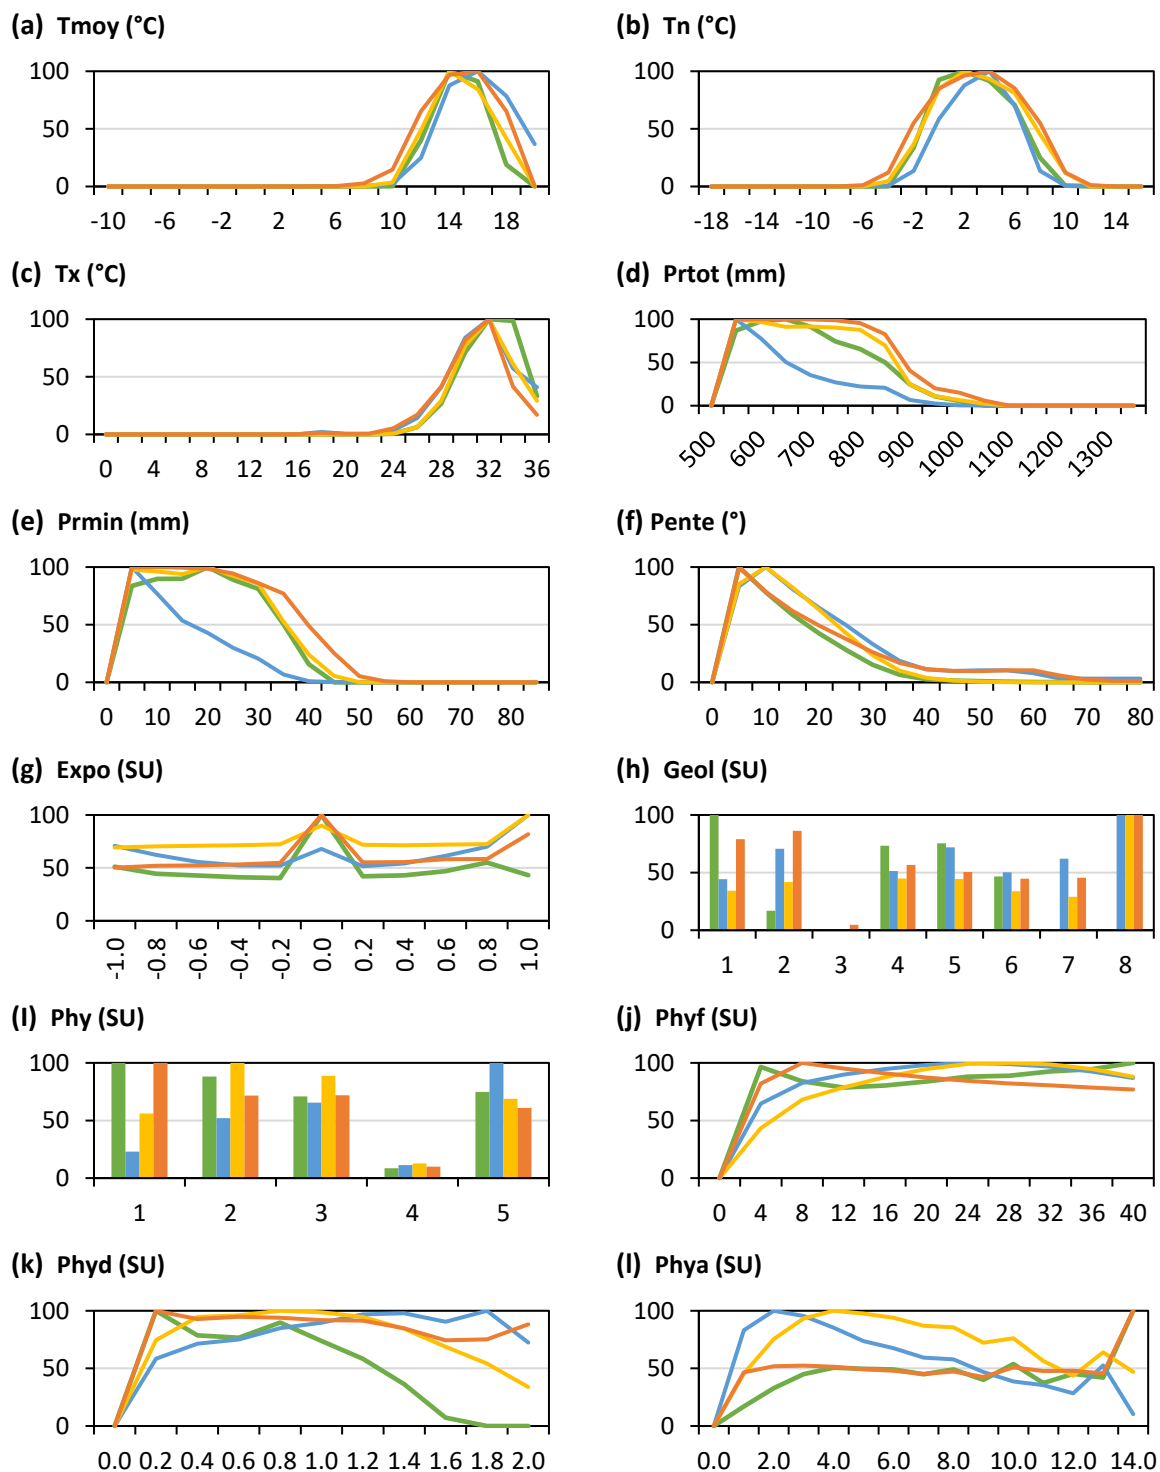 (a) Tmoy (°C)
100
50
0
-10 -6 -2 2 6 10 14 18
(b) Tn (°C)
100
50
0
-18 -14 -10 -6 -2 2 6 10 14
(c) Tx (°C)
100
50
0
0 4 8 12 16 20 24 28 32 36
(d) Prtot (mm)
100
50
0
500 600 700 800 900 1000 1100 1200 1300
(e) Prmin (mm)
100
50
0
0 10 20 30 40 50 60 70 80
(f) Pente (°)
100
50
0
0 10 20 30 40 50 60 70 80
(g) Expo (SU)
100
50
0
-1.0 -0.8 -0.6 -0.4 -0.2 0.0 0.2 0.4 0.6 0.8 1.0
(h) Geol (SU)
100
50
0
1 2 3 4 5 6 7 8
(I) Phy (SU)
100
50
0
1 2 3 4 5
(j) Phyf (SU)
100
50
0
0 4 8 12 16 20 24 28 32 36 40
(k) Phyd (SU)
100
50
0
0.0 0.2 0.4 0.6 0.8 1.0 1.2 1.4 1.6 1.8 2.0
(l) Phya (SU)
100
50
0
0.0 2.0 4.0 6.0 8.0 10.0 12.0 14.0